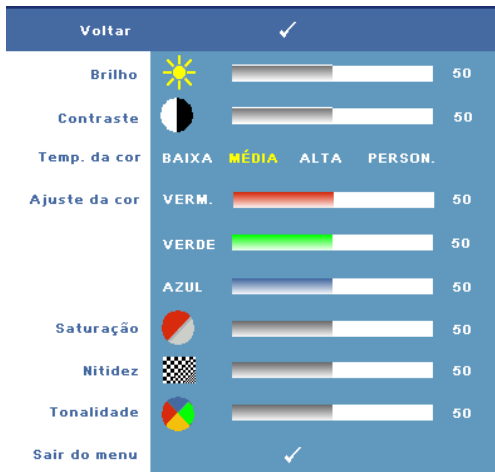 Voltar
Brilho 50
Contraste 50
Temp. da cor BAIXA MÉDIA ALTA PERSON.
Ajuste da cor VERM. 50
VERDE 50
AZUL 50
Saturação 50
Nitidez 50
Tonalidade 50
Sair do menu